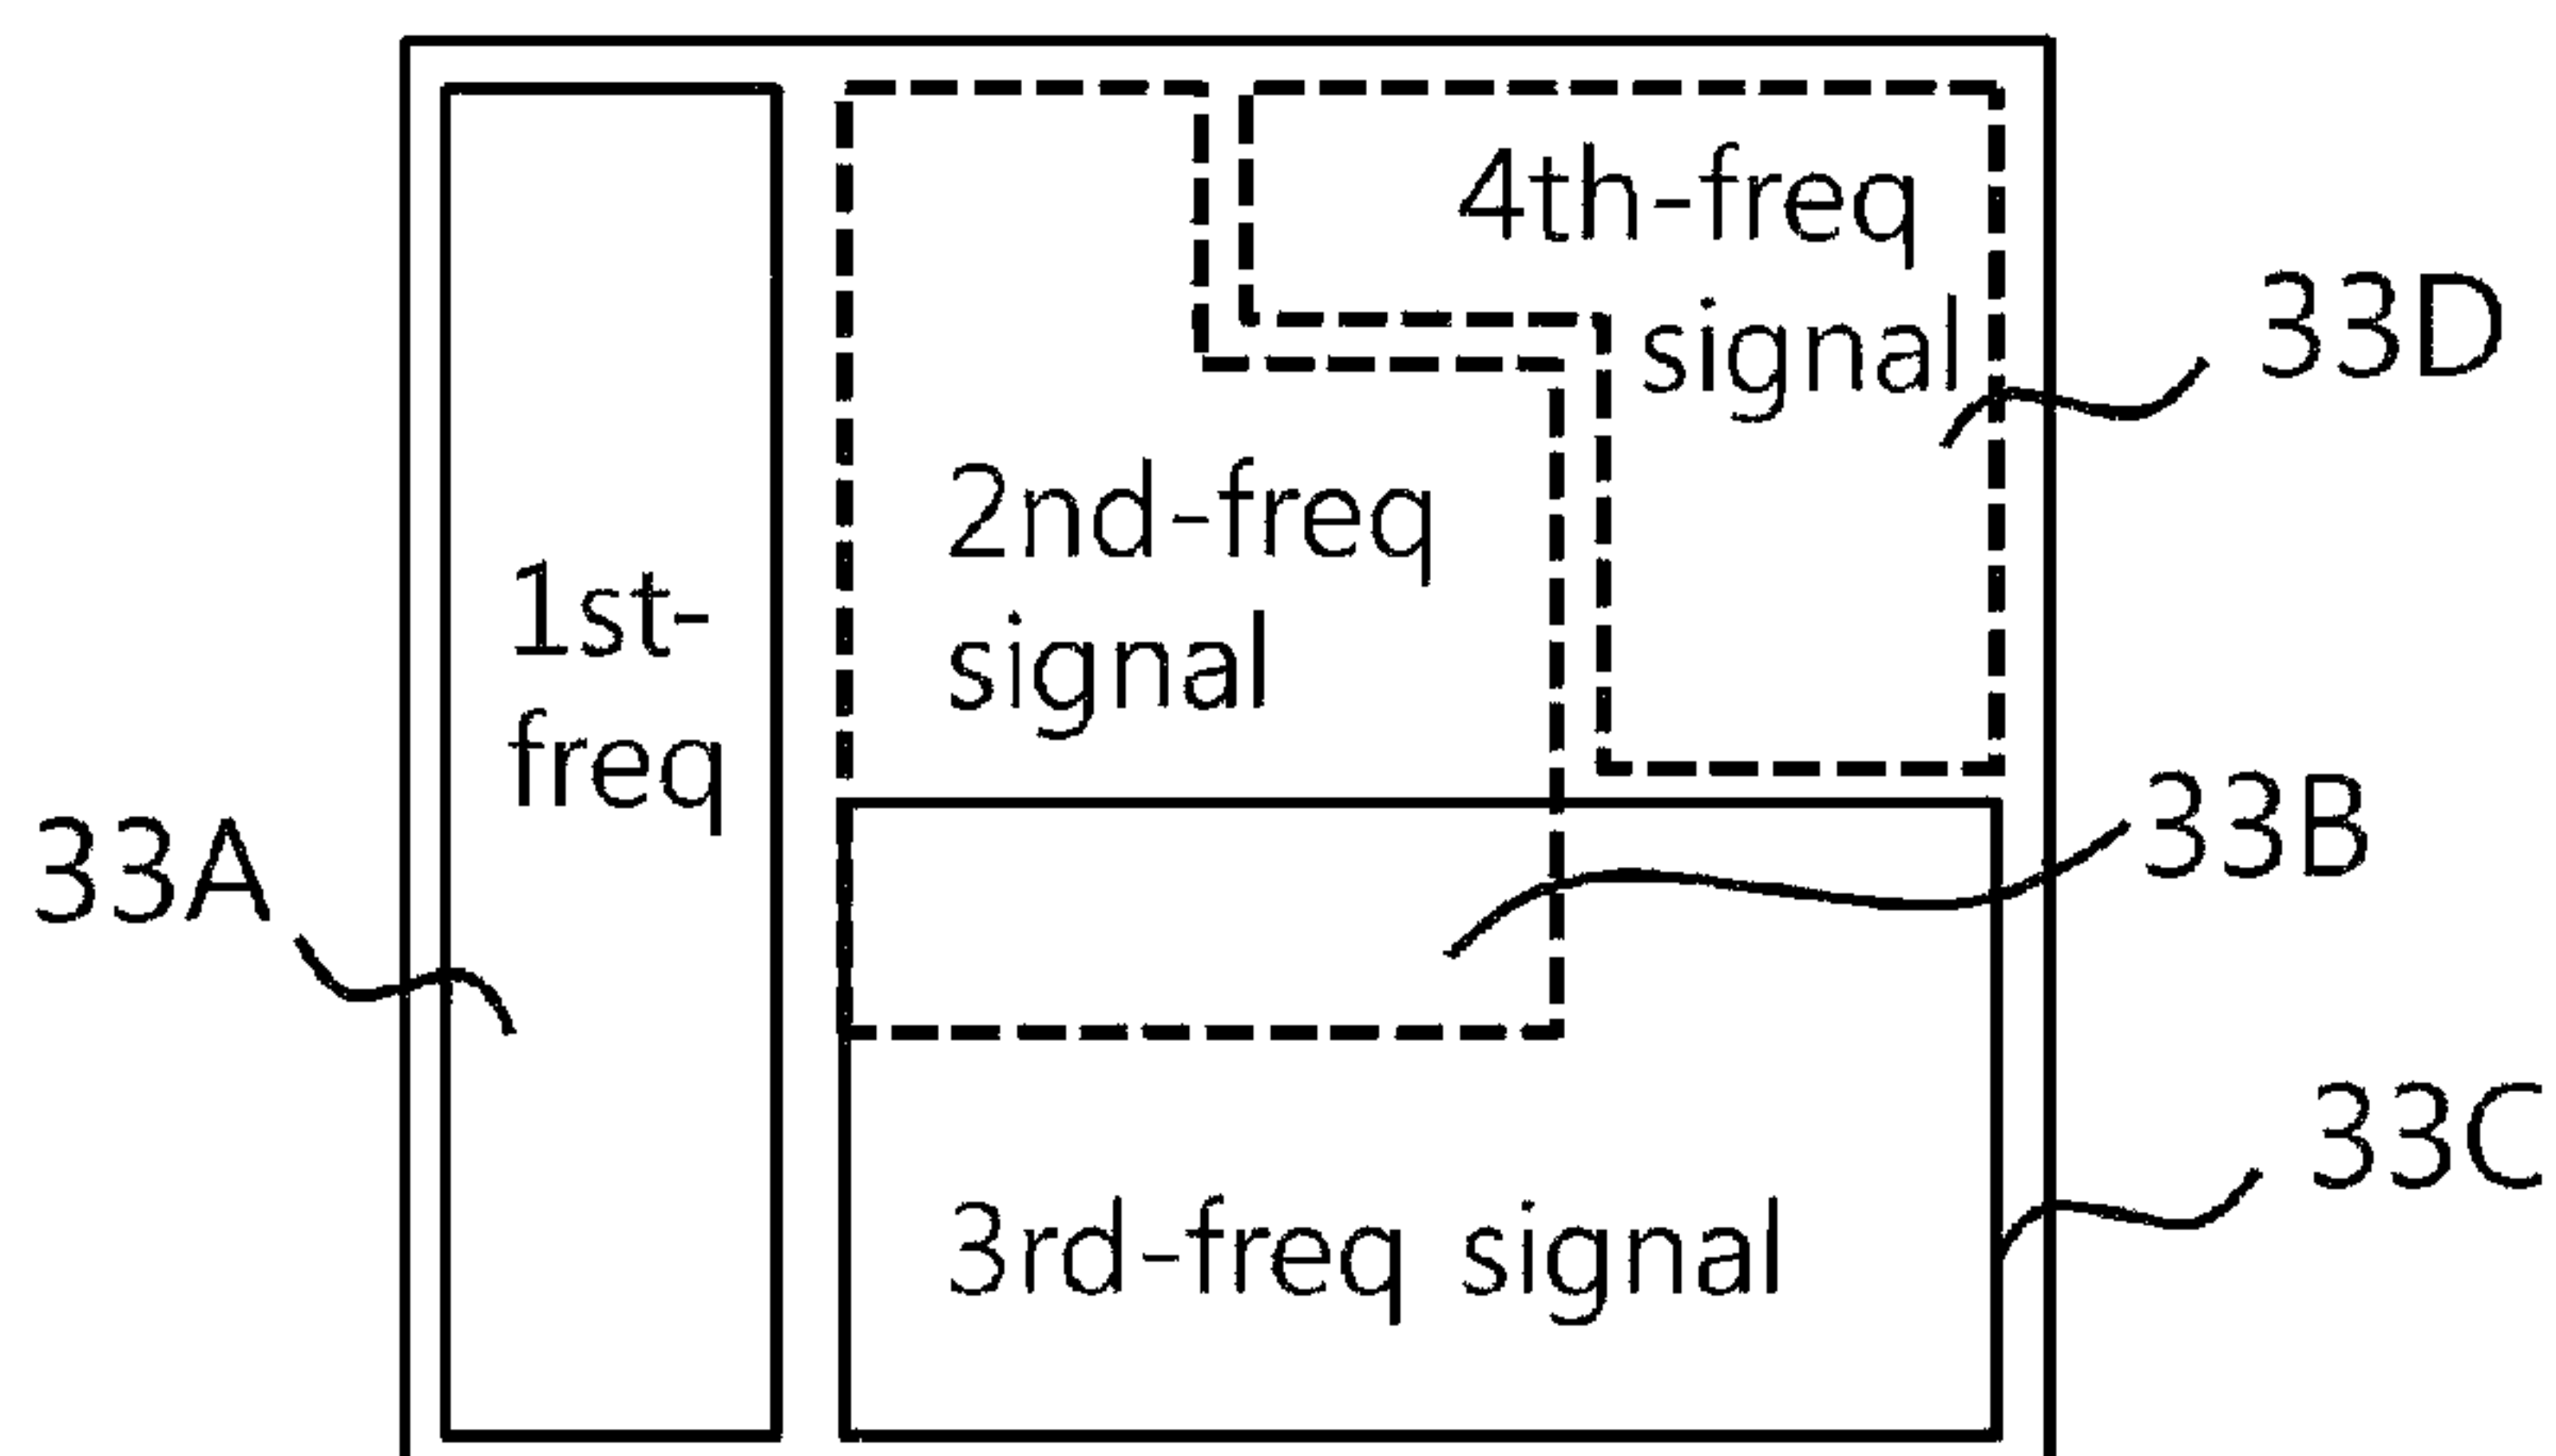 4th-freq
signal
33D
2nd-freq
signal
1st-
freq
33A
33B
33C
3rd-freq signal